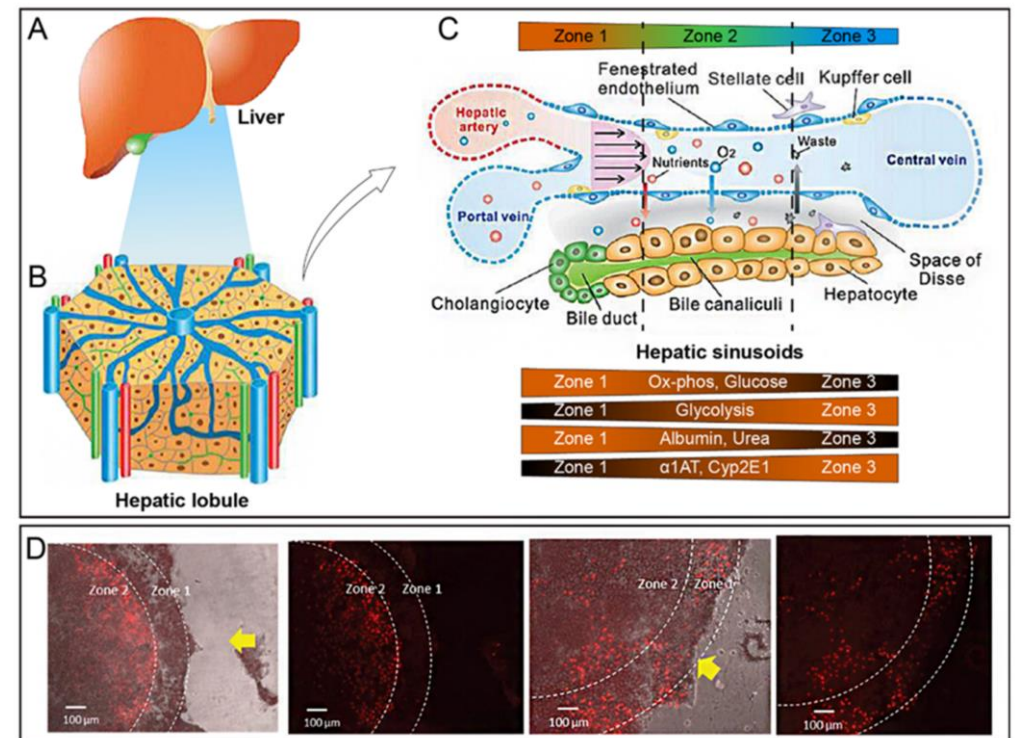 A
Liver
B
Hepatic lobule
C
Zone 1 Zone 2 Zone 3
Fenestrated
endothelium
Stellate cell
Kupffer cell
Hepatic
artery
Nutrients
O2
Waste
Central vein
Portal vein
Space of
Disse
Cholangiocyte
Bile duct
Bile canaliculi
Hepatocyte
Hepatic sinusoids
Zone 1 Ox-phos, Glucose Zone 3
Zone 1 Glycolysis Zone 3
Zone 1 Albumin, Urea Zone 3
Zone 1 α1AT, Cyp2E1 Zone 3
D
Zone 2 Zone 1
100 μm
Zone 2 Zone 1
100 μm
Zone 2 Zone 1
100 μm
100 μm